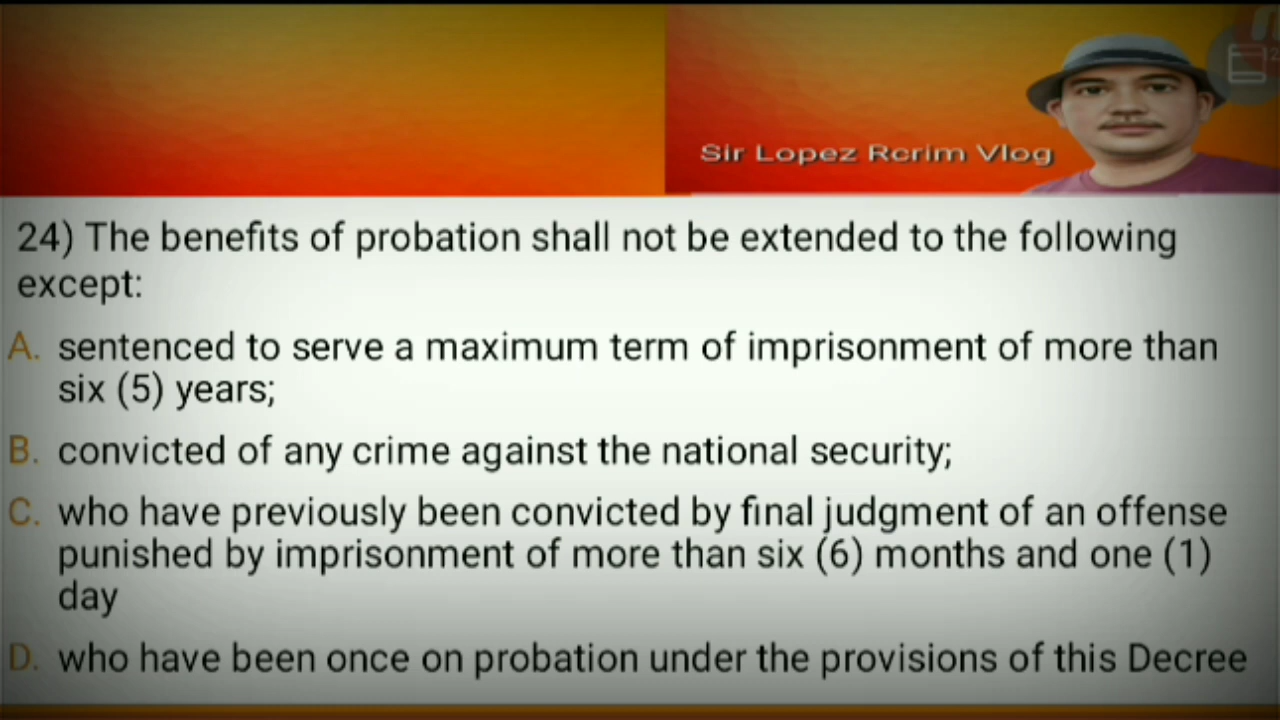 Sir Lopez Rcrim Vlog
24) The benefits of probation shall not be extended to the following
except:
A. sentenced to serve a maximum term of imprisonment of more than
six (5) years;
B. convicted of any crime against the national security;
C. who have previously been convicted by final judgment of an offense
punished by imprisonment of more than six (6) months and one (1)
day
D. who have been once on probation under the provisions of this Decree